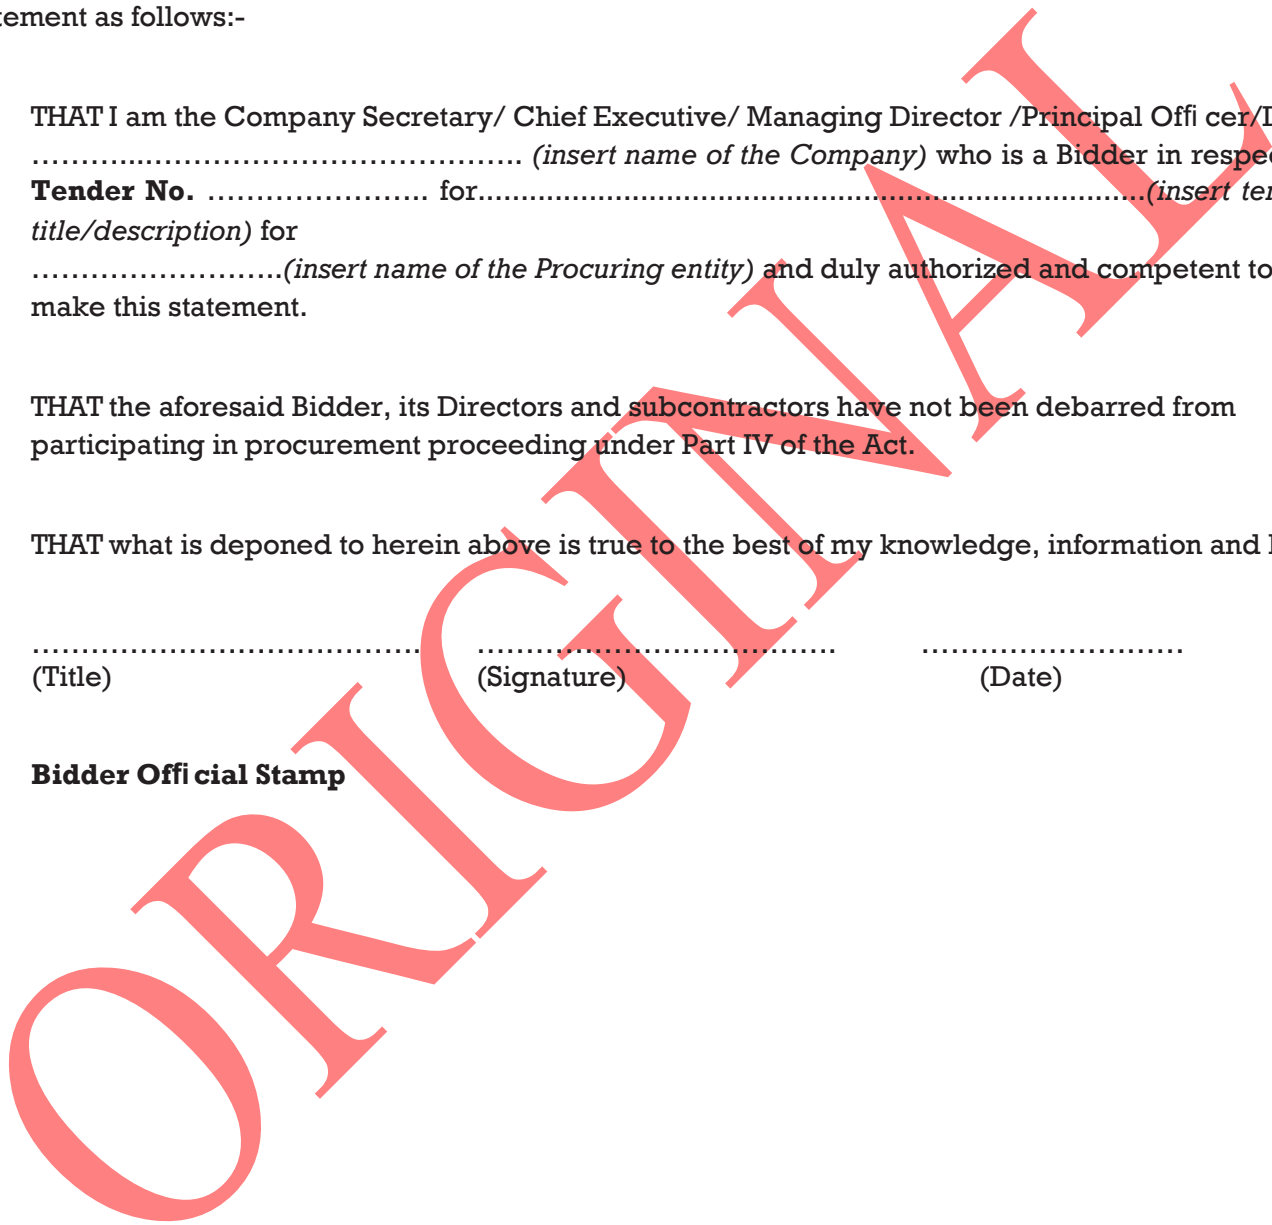 as follows:-
THAT I am the Company Secretary/ Chief Executive/ Managing Director /Principal Offi cer/
……....………………………………. (insert name of the Company) who is a Bidder in
Tender No. ………………….. for...............................................................................(insert
title/description) for
……………………..(insert name of the Procuring entity) and duly authorized and competent to
make this statement.
THAT the aforesaid Bidder, its Directors and subcontractors have not been debarred from
participating in procurement proceeding under Part IV of the Act.
THAT what is deponed to herein above is true to the best of my knowledge, information and
…………………………………. ………………………………. ………………………
(Title) (Signature) (Date)
Bidder Offi cial Stamp
ORIGINAL